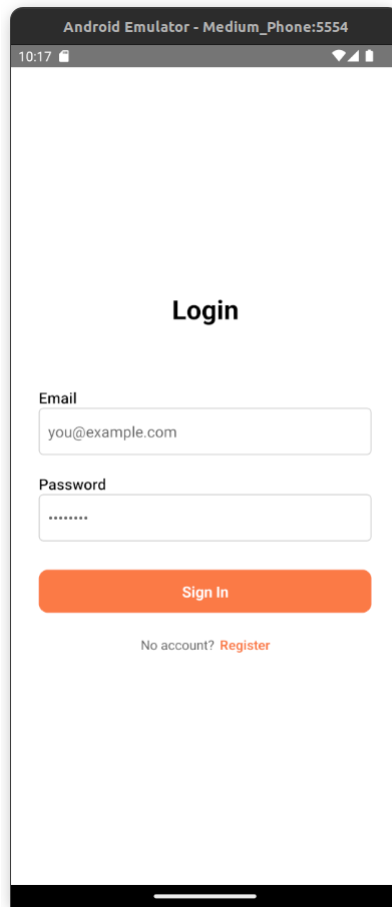 Android Emulator - Medium_Phone:5554
10:17
Login
Email
you@example.com
Password
••••••••
Sign In
No account? Register